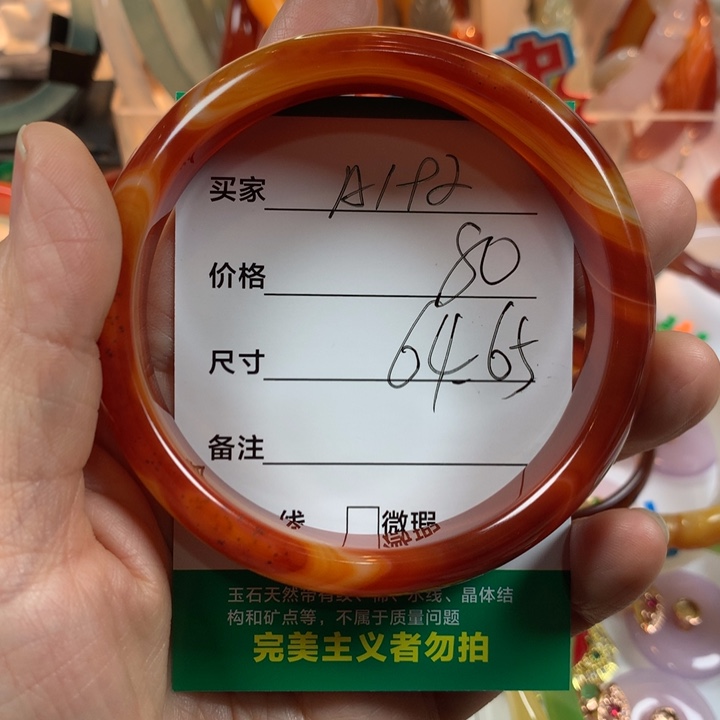 买家 A192
价格 80
尺寸 64-65
备注
微瑕
玉石天然带有纹、棉、水线、晶体结
构和矿点等，不属于质量问题
完美主义者勿拍